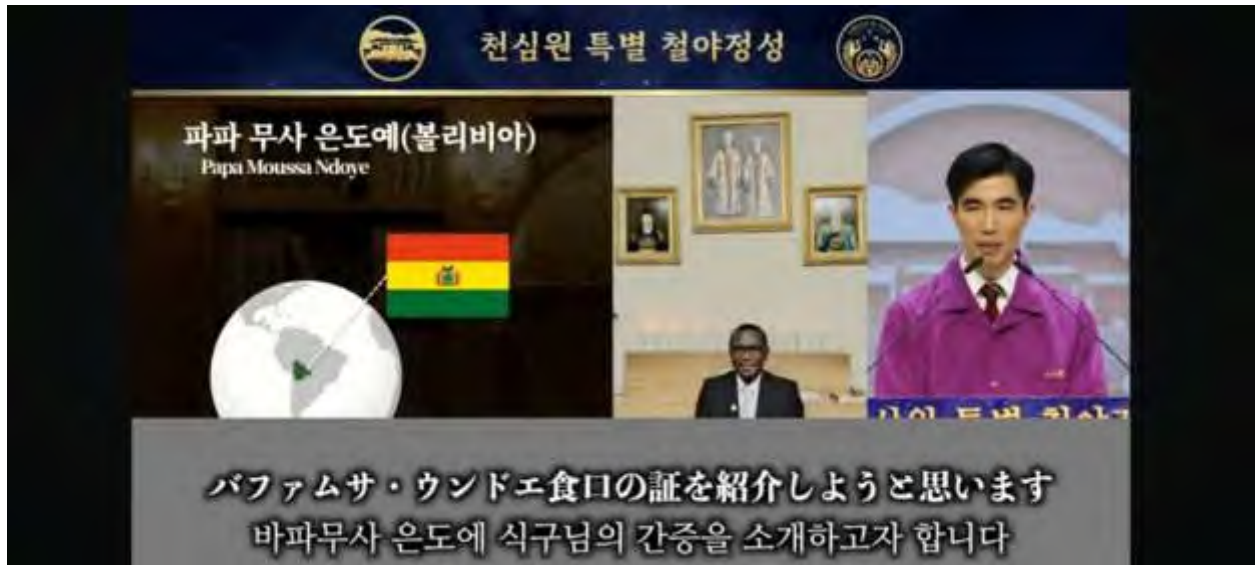 천심원 특별 철야정성
파파 무사 은도예(볼리비아)
Papa Moussa Ndoye
バファムサ・ウンドエ食口の証を紹介しようと思います
바파무사 은도에 식구님의 간증을 소개하고자 합니다